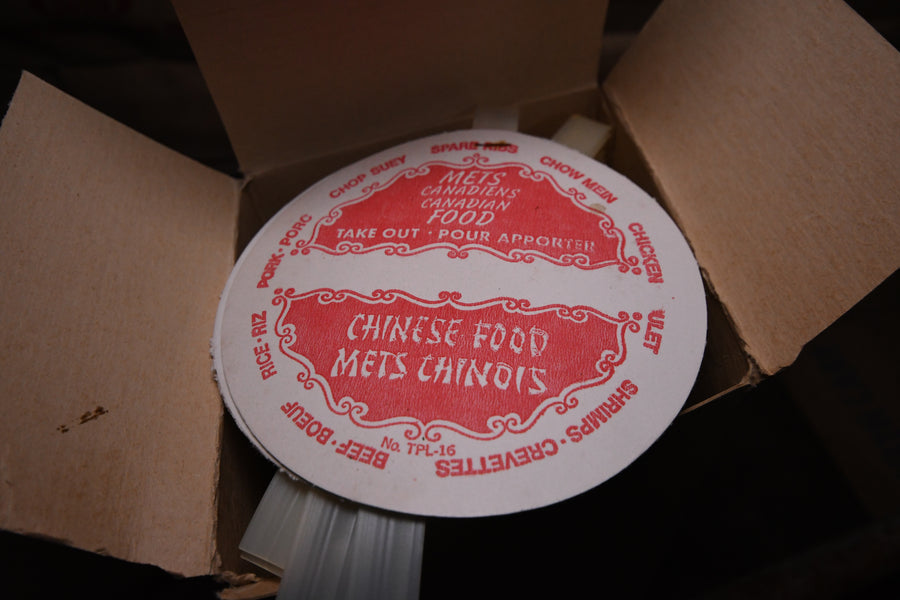 METS
CANADIENS
CANADIAN
FOOD
TAKE OUT · POUR APPORTER
CHINESE FOOD
METS CHINOIS
No. TPL-16
BEEF · BOEUF
RICE · RIZ
PORK · PORC
CHOP SUEY
SPARE RIBS
CHOW MEIN
CHICKEN
SHRIMPS · CREVETTES